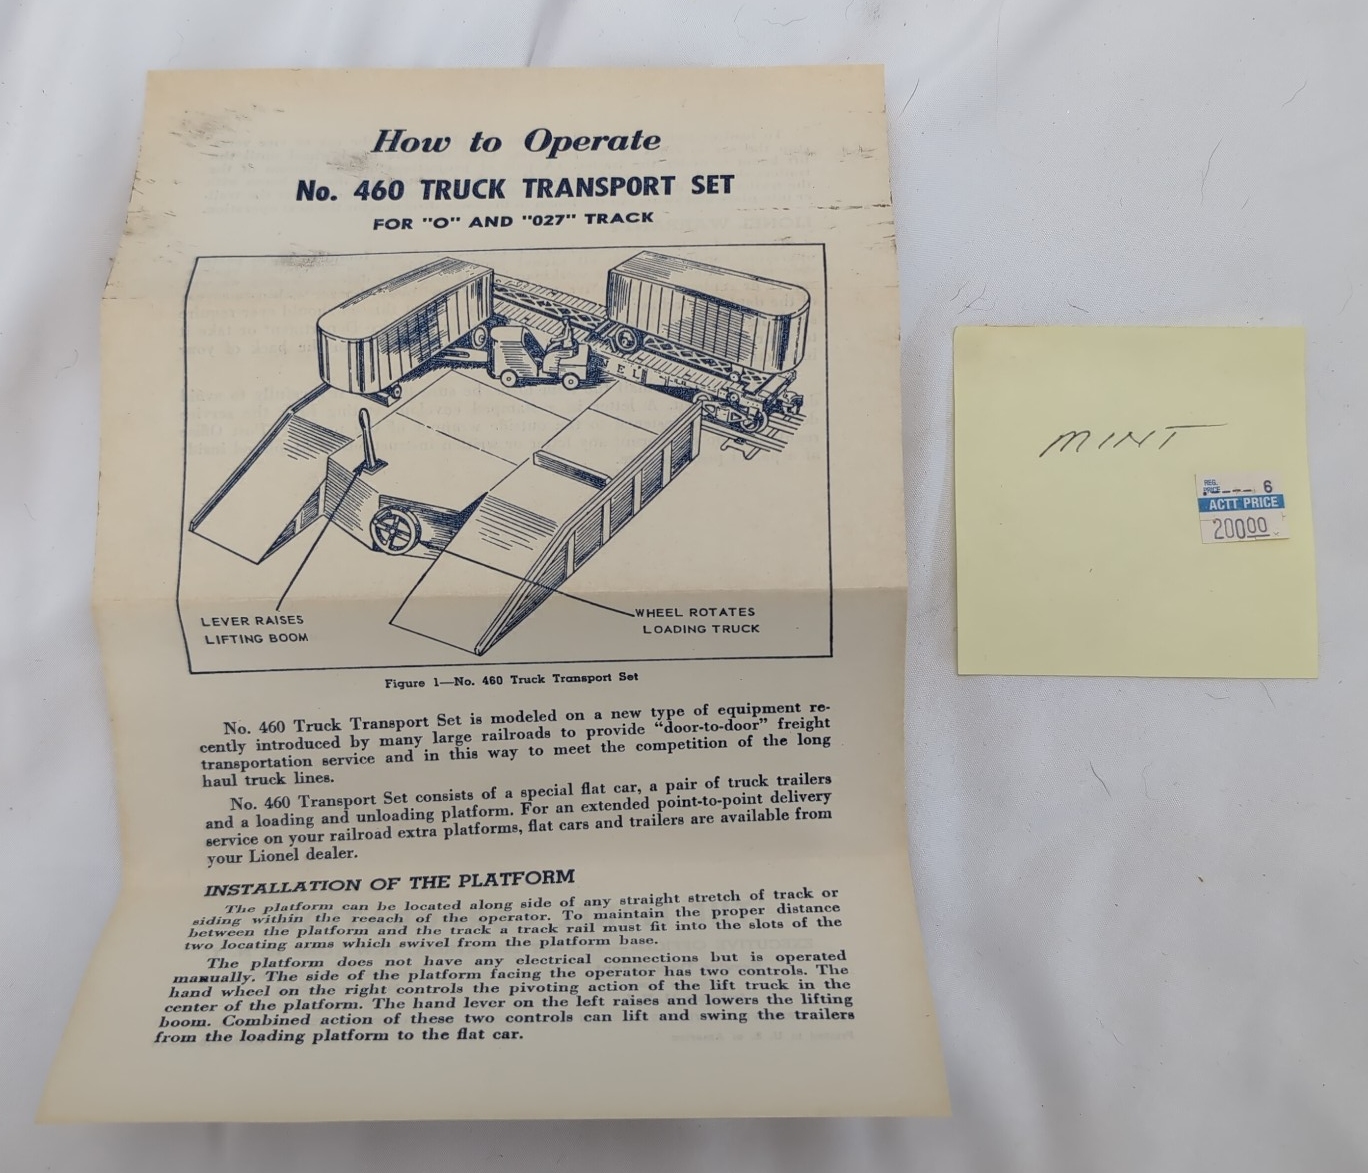 How to Operate
No. 460 TRUCK TRANSPORT SET
FOR "O" AND "027" TRACK
N E L
LEVER RAISES
LIFTING BOOM
WHEEL ROTATES
LOADING TRUCK
Figure 1—No. 460 Truck Transport Set
No. 460 Truck Transport Set is modeled on a new type of equipment re-
cently introduced by many large railroads to provide "door-to-door" freight
transportation service and in this way to meet the competition of the long
haul truck lines.
No. 460 Transport Set consists of a special flat car, a pair of truck trailers
and a loading and unloading platform. For an extended point-to-point delivery
service on your railroad extra platforms, flat cars and trailers are available from
your Lionel dealer.
INSTALLATION OF THE PLATFORM
The platform can be located along side of any straight stretch of track or
siding within the reeach of the operator. To maintain the proper distance
between the platform and the track a track rail must fit into the slots of the
two locating arms which swivel from the platform base.
The platform does not have any electrical connections but is operated
manually. The side of the platform facing the operator has two controls. The
hand wheel on the right controls the pivoting action of the lift truck in the
center of the platform. The hand lever on the left raises and lowers the lifting
boom. Combined action of these two controls can lift and swing the trailers
from the loading platform to the flat car.
MINT
REG.
PRICE 6
ACTT PRICE
200.00